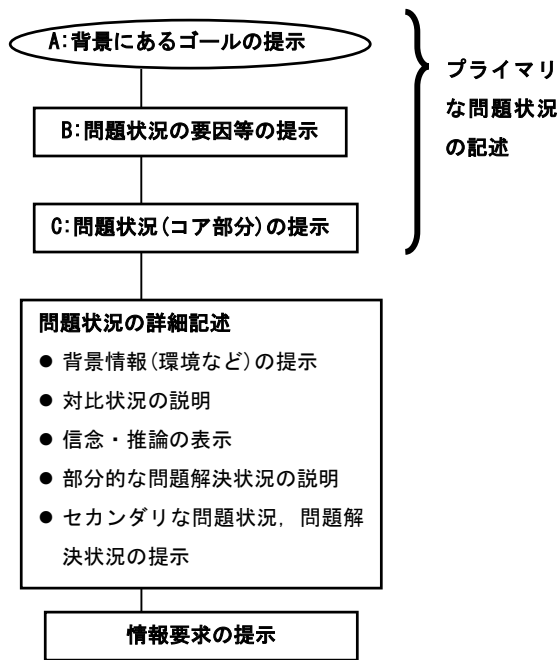 A:背景にあるゴールの提示
プライマリ
な問題状況
の記述
B:問題状況の要因等の提示
C:問題状況(コア部分)の提示
問題状況の詳細記述
● 背景情報(環境など)の提示
● 対比状況の説明
● 信念・推論の表示
● 部分的な問題解決状況の説明
● セカンダリな問題状況, 問題解
決状況の提示
情報要求の提示